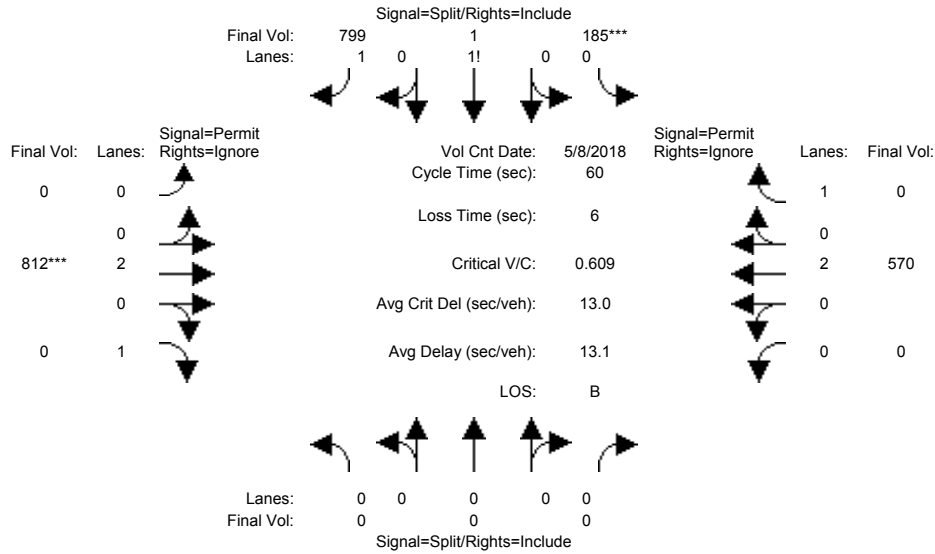 Signal=Split/Rights=Include
Final Vol: 799 1 185***
Lanes: 1 0 1! 0 0
Signal=Permit Signal=Permit
Final Vol: Lanes: Rights=Ignore Vol Cnt Date: 5/8/2018 Rights=Ignore Lanes: Final Vol:
Cycle Time (sec): 60
0 0 1 0
Loss Time (sec): 6
0 0
812*** 2 Critical V/C: 0.609 2 570
0 Avg Crit Del (sec/veh): 13.0 0
0 1 Avg Delay (sec/veh): 13.1 0 0
LOS: B
Lanes: 0 0 0 0 0
Final Vol: 0 0 0
Signal=Split/Rights=Include